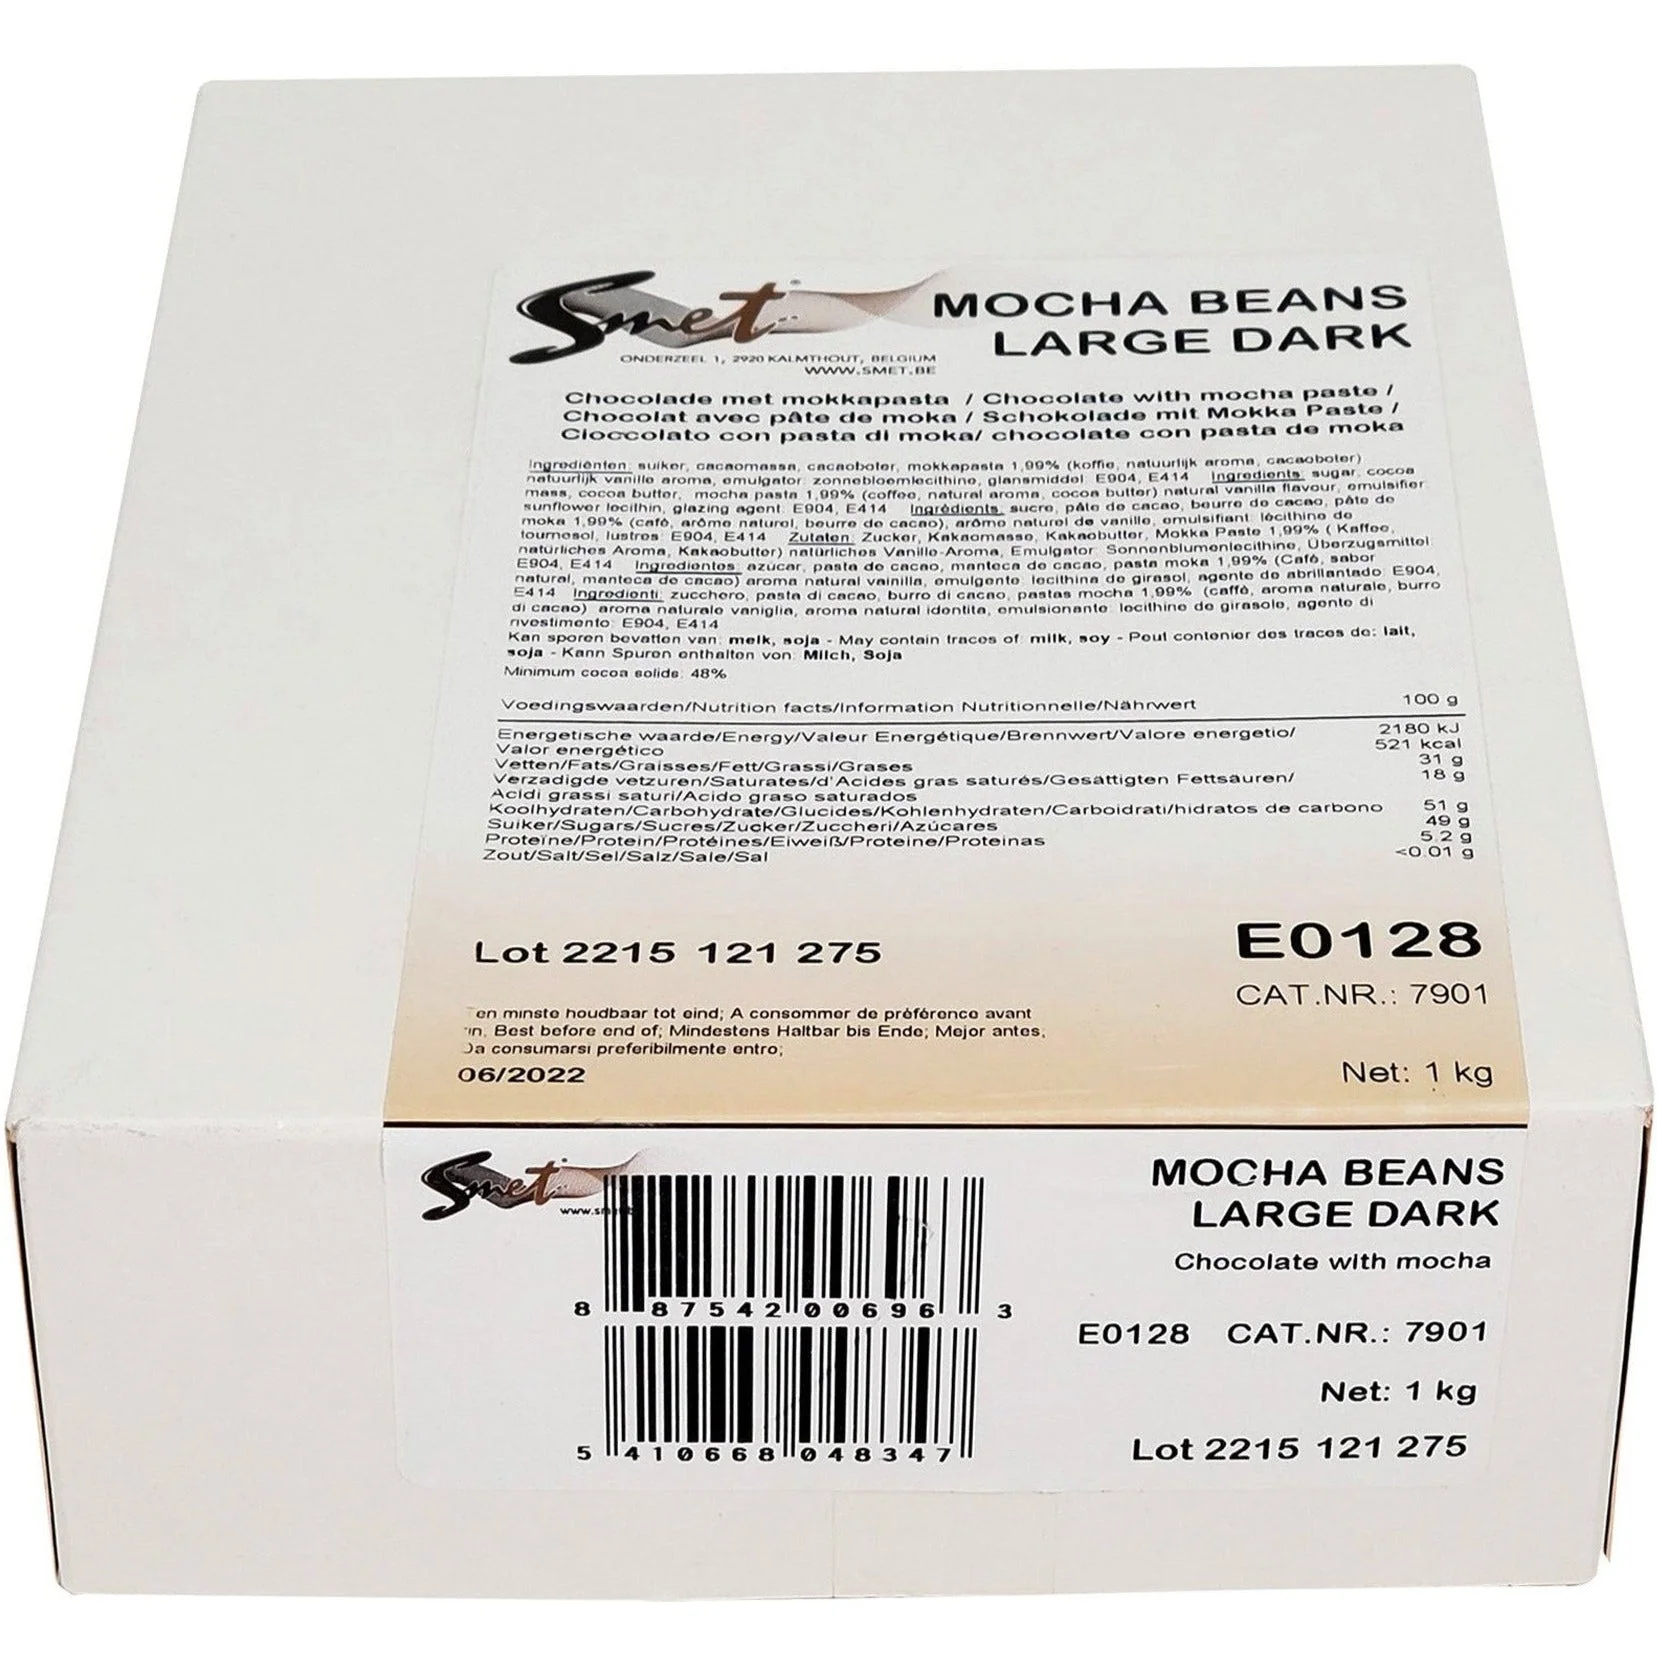 Smet
MOCHA BEANS
LARGE DARK
ONDERZEEL 1, 2920 KALMTHOUT, BELGIUM
WWW.SMET.BE
Chocolade met mokkapasta / Chocolate with mocha paste /
Chocolat avec pâte de moka / Schokolade mit Mokka Paste /
Cioccolato con pasta di moka/ chocolate con pasta de moka
Ingrediënten: suiker, cacaomassa, cacaoboter, mokkapasta 1,99% (koffie, natuurlijk aroma, cacaoboter)
natuurlijk vanille aroma, emulgator: zonnebloemlecithine, glansmiddel: E904, E414 Ingredients: sugar, cocoa
mass, cocoa butter, mocha pasta 1,99% (coffee, natural aroma, cocoa butter) natural vanilla flavour, emulsifier:
sunflower lecithin, glazing agent: E904, E414 Ingrédients: sucre, pâte de cacao, beurre de cacao, pâte de
moka 1,99% (café, arôme naturel, beurre de cacao), arôme naturel de vanille, emulsifiant: lécithine de
tournesol, lustros: E904, E414 Zutaten: Zucker, Kakaomasse, Kakaobutter, Mokka Paste 1,99% ( Kaffee,
natürliches Aroma, Kakaobutter) natürliches Vanille-Aroma, Emulgator: Sonnenblumenlecithine, Überzugsmittel:
E904, E414 Ingredientes: azúcar, pasta de cacao, manteca de cacao, pasta moka 1,99% (Café, sabor
natural, manteca de cacao) aroma natural vainilla, emulgente: lecithina de girasol, agente de abrillantado: E904,
E414 Ingredienti: zucchero, pasta di cacao, burro di cacao, pastas mocha 1,99% (caffè, aroma naturale, burro
di cacao) aroma naturale vaniglia, aroma natural identita, emulsionante: lecithine de girasole, agente di
rivestimento: E904, E414
Kan sporen bevatten van: melk, soja - May contain traces of: milk, soy - Peut contenier des traces de: lait,
soja - Kann Spuren enthalten von: Milch, Soja
Minimum cocoa solids: 48%
Voedingswaarden/Nutrition facts/Information Nutritionnelle/Nährwert 100 g
Energetische waarde/Energy/Valeur Energétique/Brennwert/Valore energetio/ 2180 kJ
Valor energético 521 kcal
Vetten/Fats/Graisses/Fett/Grassi/Grases 31 g
Verzadigde vetzuren/Saturates/d'Acides gras saturés/Gesättigten Fettsäuren/ 18 g
Acidi grassi saturi/Acido graso saturados
Koolhydraten/Carbohydrate/Glucides/Kohlenhydraten/Carboidrati/hidratos de carbono 51 g
Suiker/Sugars/Sucres/Zucker/Zuccheri/Azúcares 49 g
Proteïne/Protein/Protéines/Eiweiß/Proteine/Proteinas 5.2 g
Zout/Salt/Sel/Salz/Sale/Sal <0.01 g
Lot 2215 121 275
E0128
CAT.NR.: 7901
en minste houdbaar tot eind; A consommer de préférence avant
in, Best before end of; Mindestens Haltbar bis Ende; Mejor antes,
Da consumarsi preferibilmente entro;
06/2022
Net: 1 kg
Smet
MOCHA BEANS
LARGE DARK
Chocolate with mocha
8 87542 00696 3
E0128 CAT.NR.: 7901
Net: 1 kg
5 410668 048347
Lot 2215 121 275